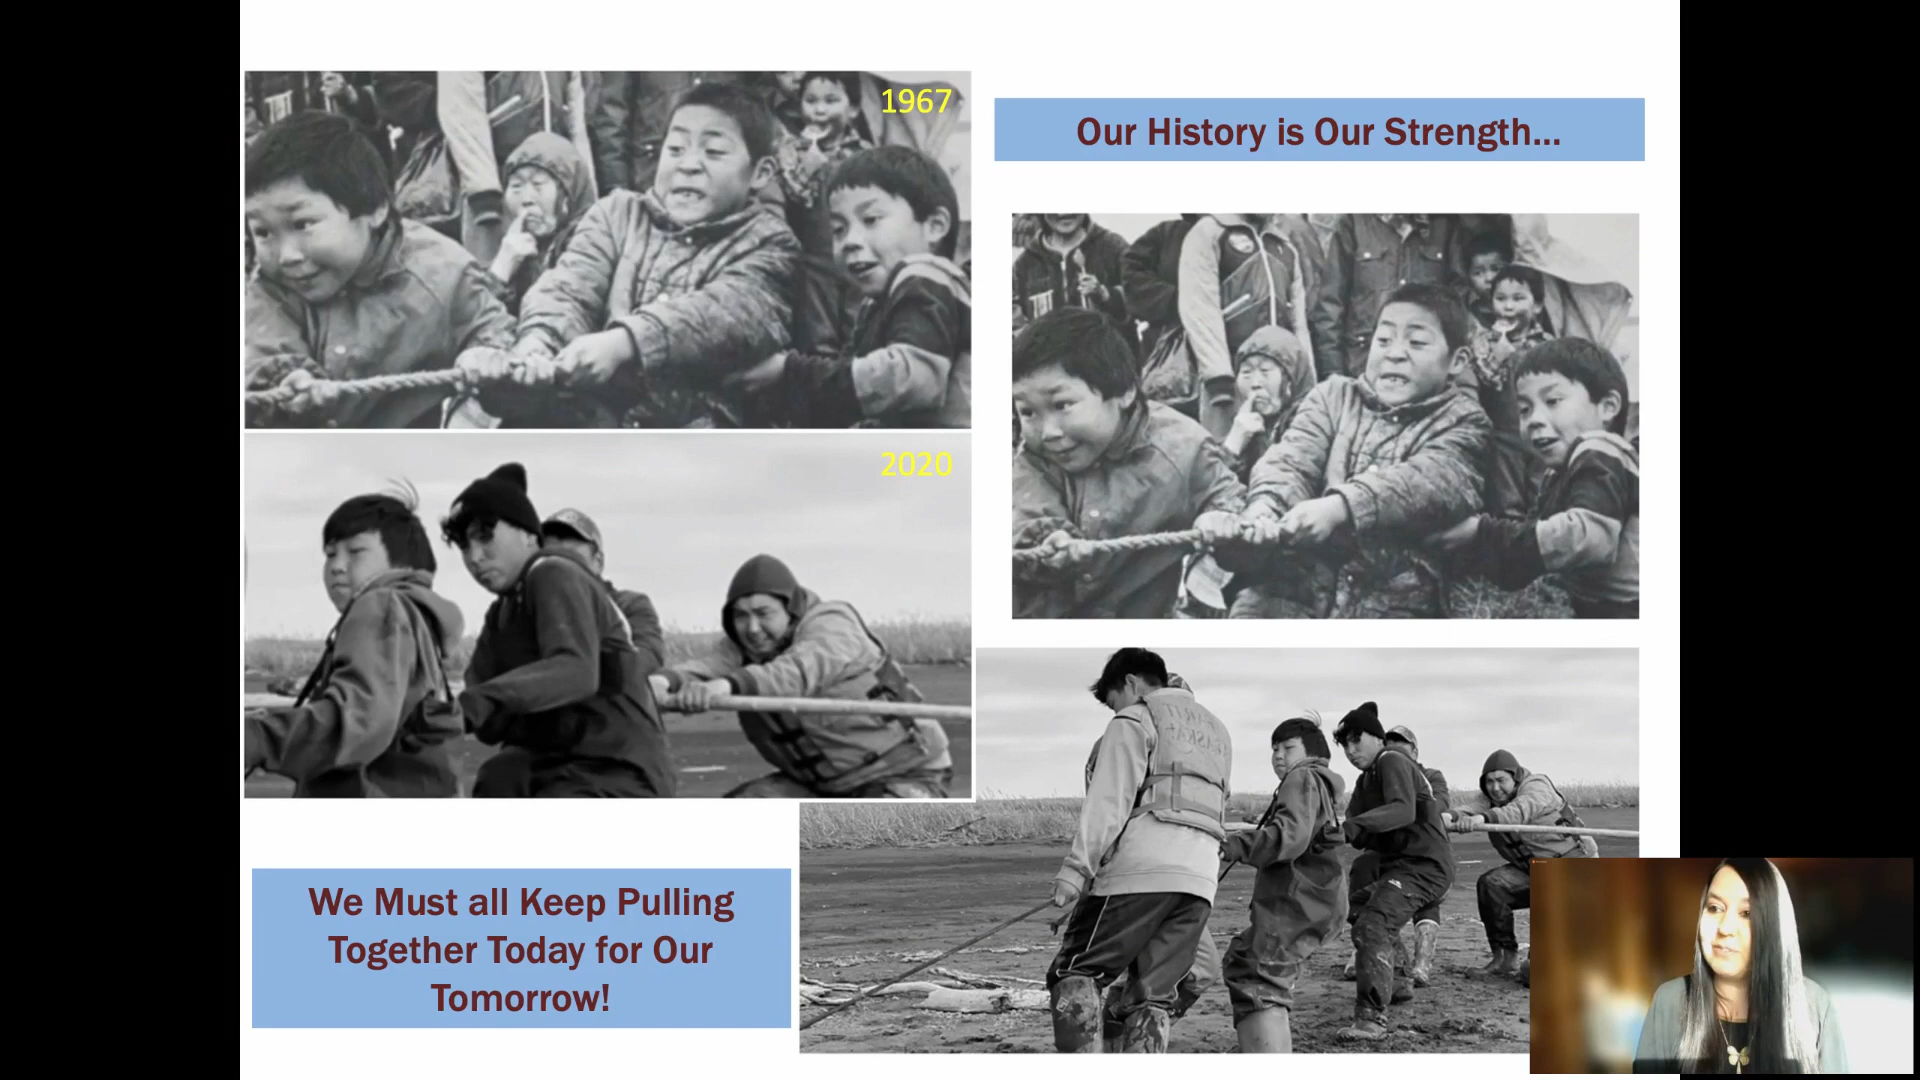 1967
Our History is Our Strength...
2020
We Must all Keep Pulling
Together Today for Our
Tomorrow!